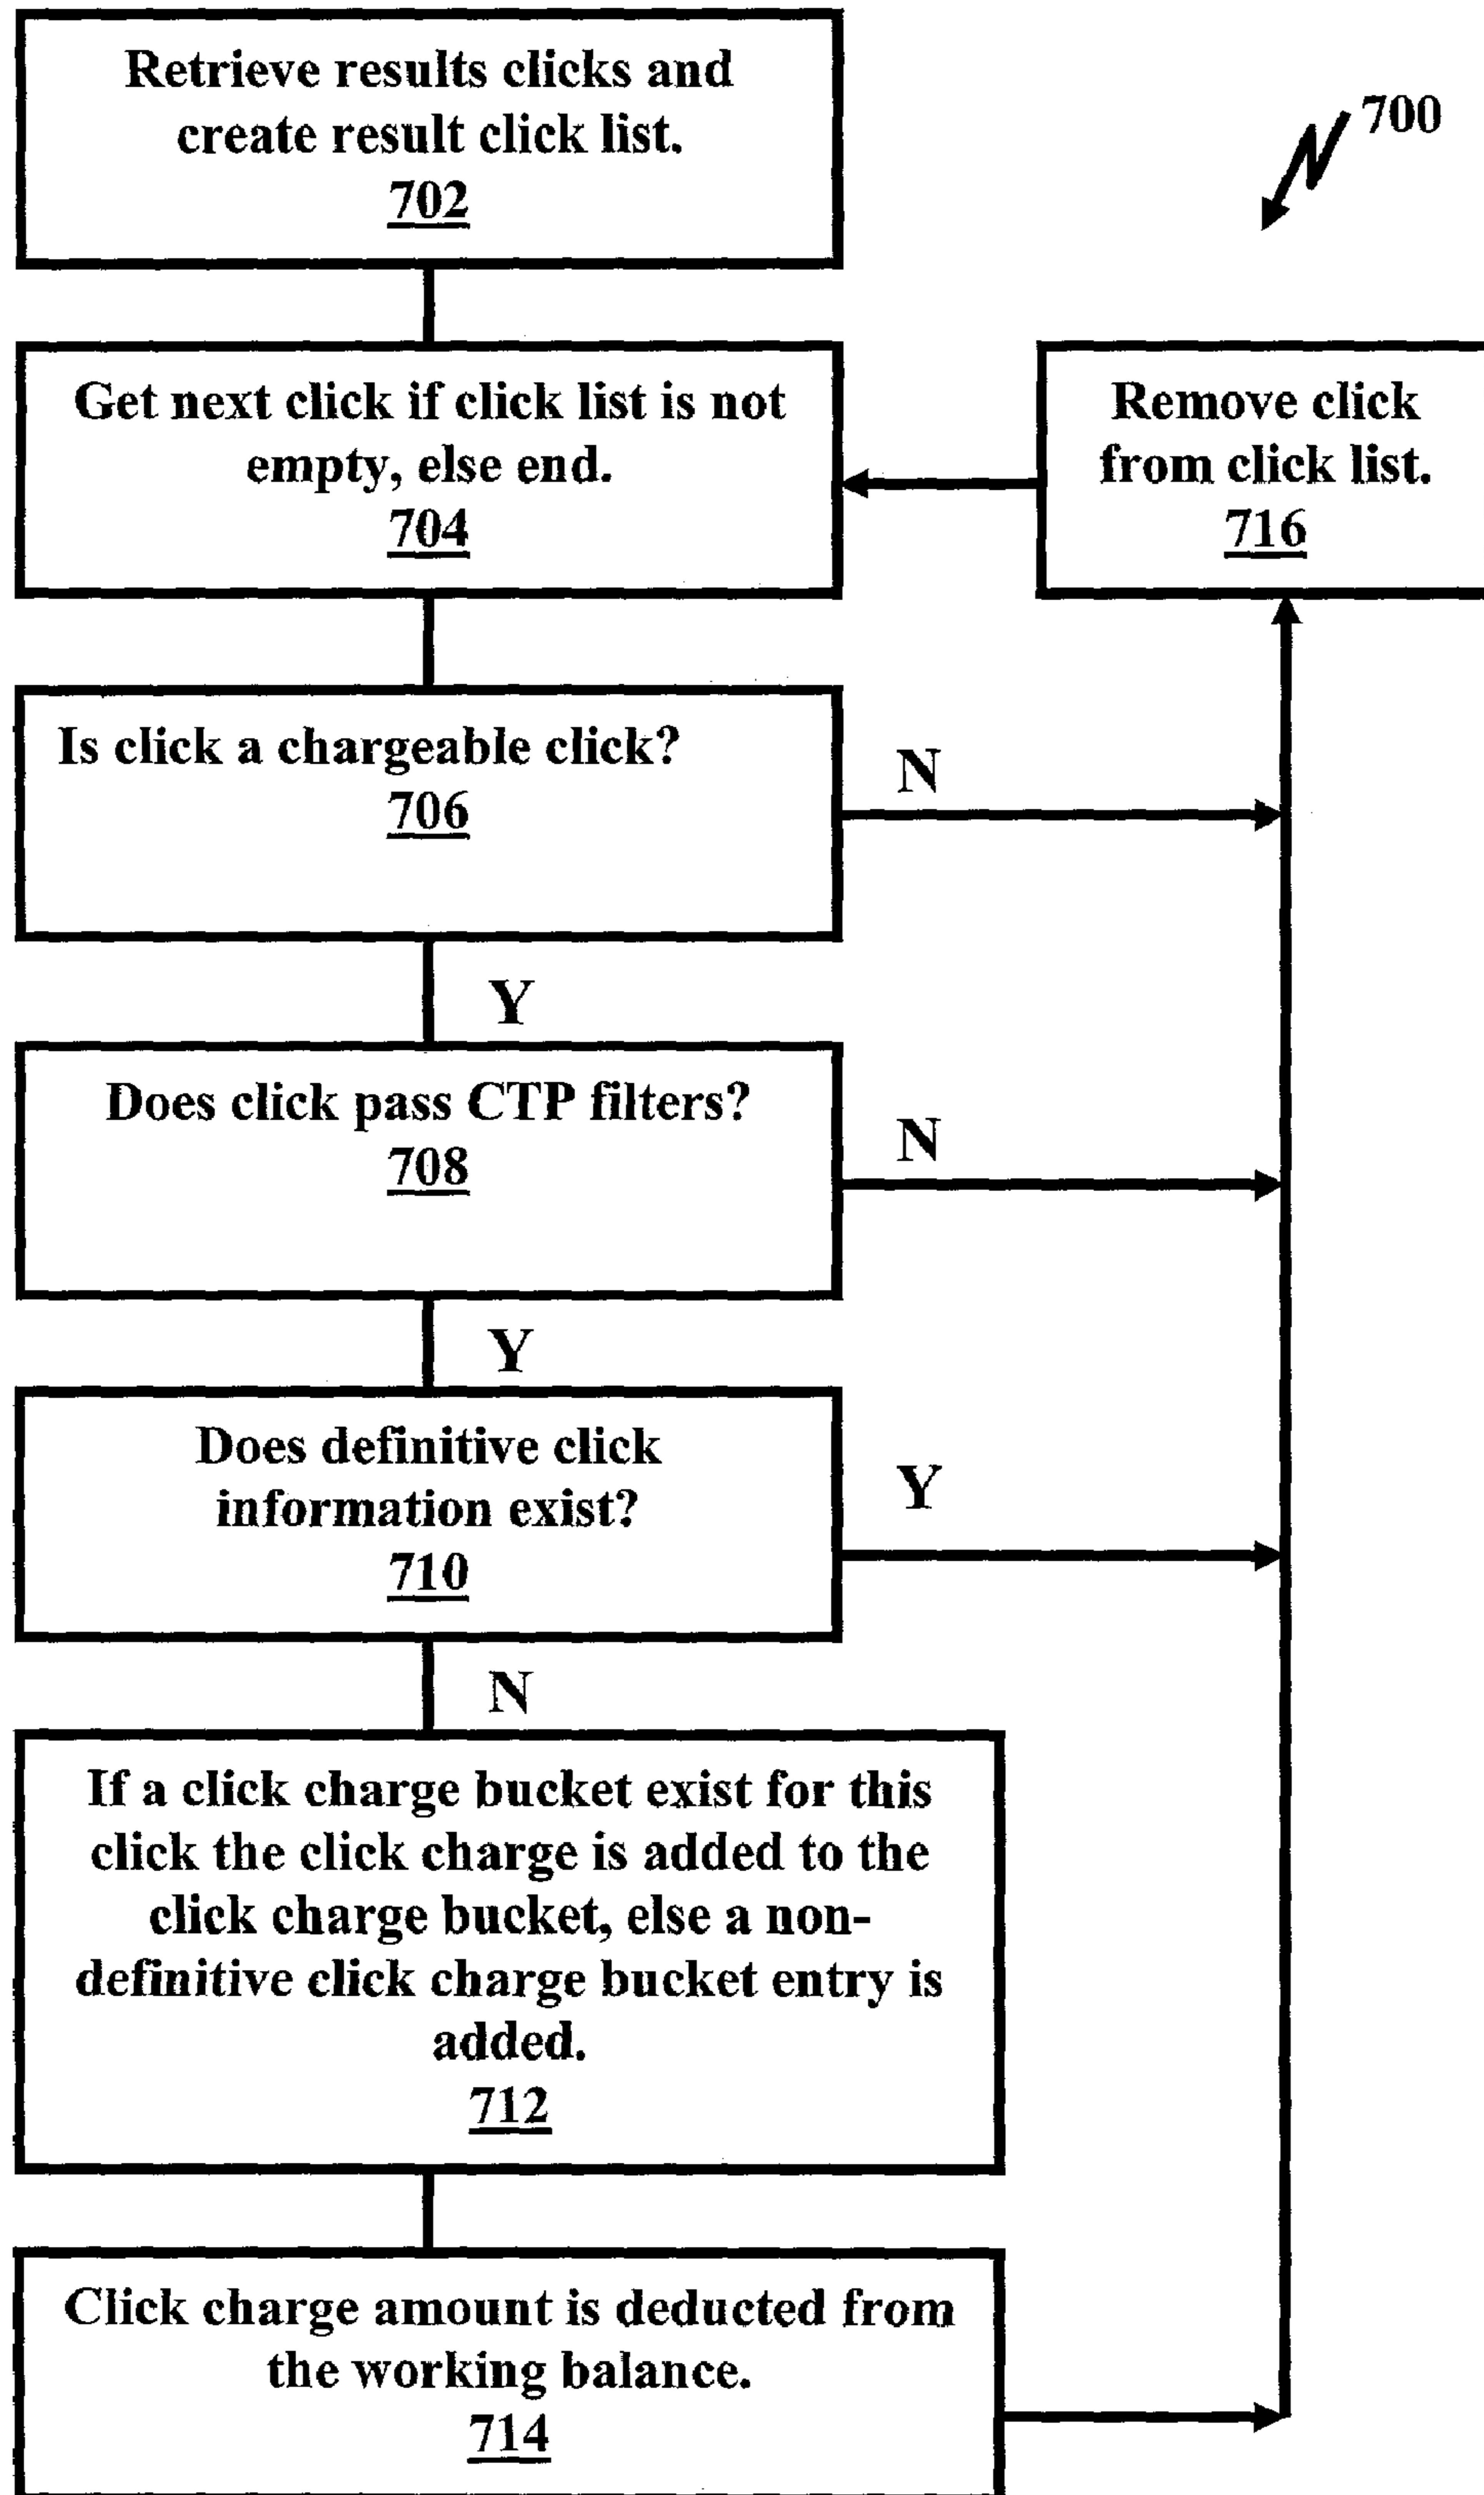 Retrieve results clicks and
create result click list.
702
700
Get next click if click list is not
empty, else end.
704
Remove click
from click list.
716
Is click a chargeable click?
706
N
Y
Does click pass CTP filters?
708
N
Y
Does definitive click
information exist?
710
Y
N
If a click charge bucket exist for this
click the click charge is added to the
click charge bucket, else a non-
definitive click charge bucket entry is
added.
712
Click charge amount is deducted from
the working balance.
714